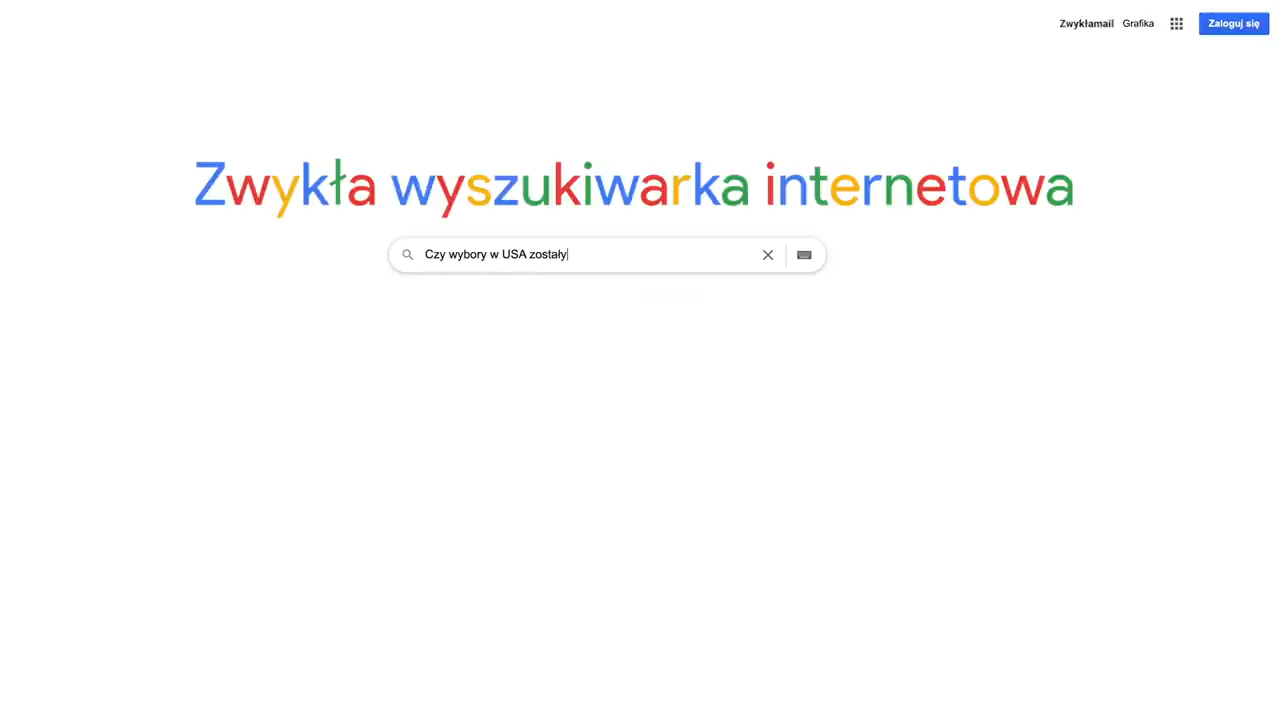 Zwykłamail Grafika Zaloguj się
Zwykła wyszukiwarka internetowa
Czy wybory w USA zostały